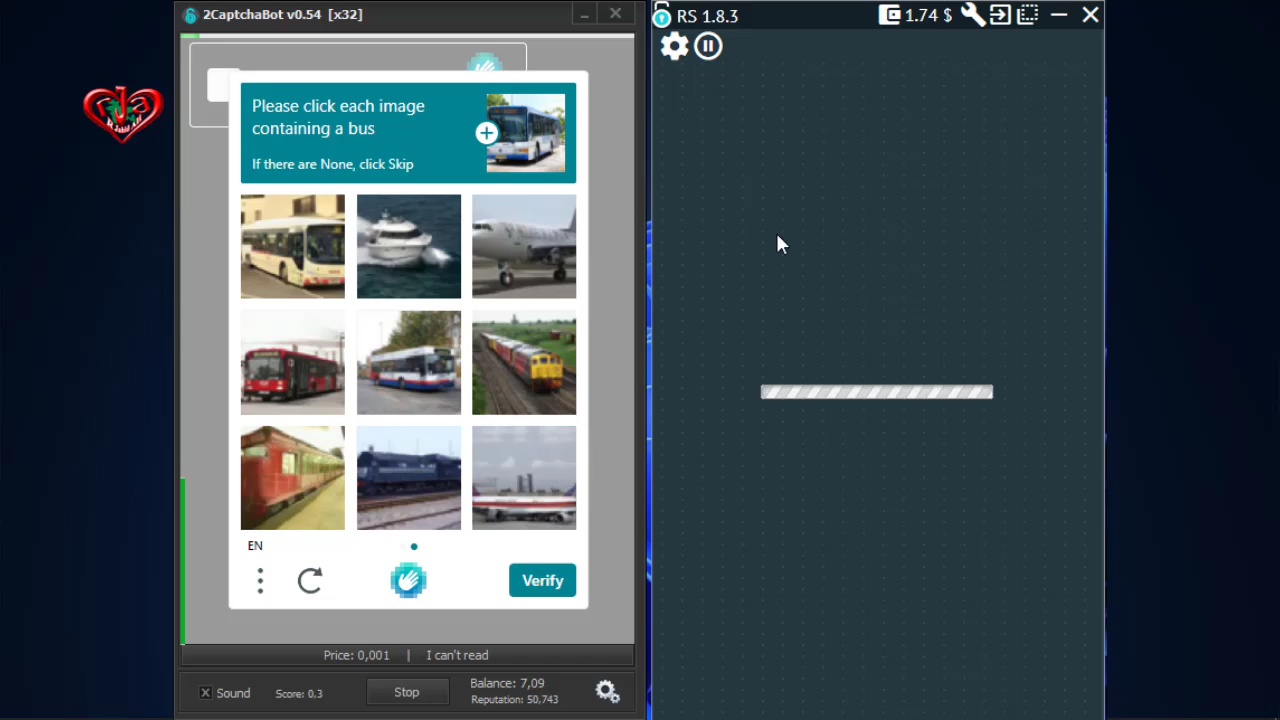 2CaptchaBot v0.54 [x32]
RS 1.8.3
1.74 $
Please click each image
containing a bus
If there are None, click Skip
EN
Verify
Price: 0,001 | I can't read
Sound
Score: 0,3
Stop
Balance: 7,09
Reputation: 50,743